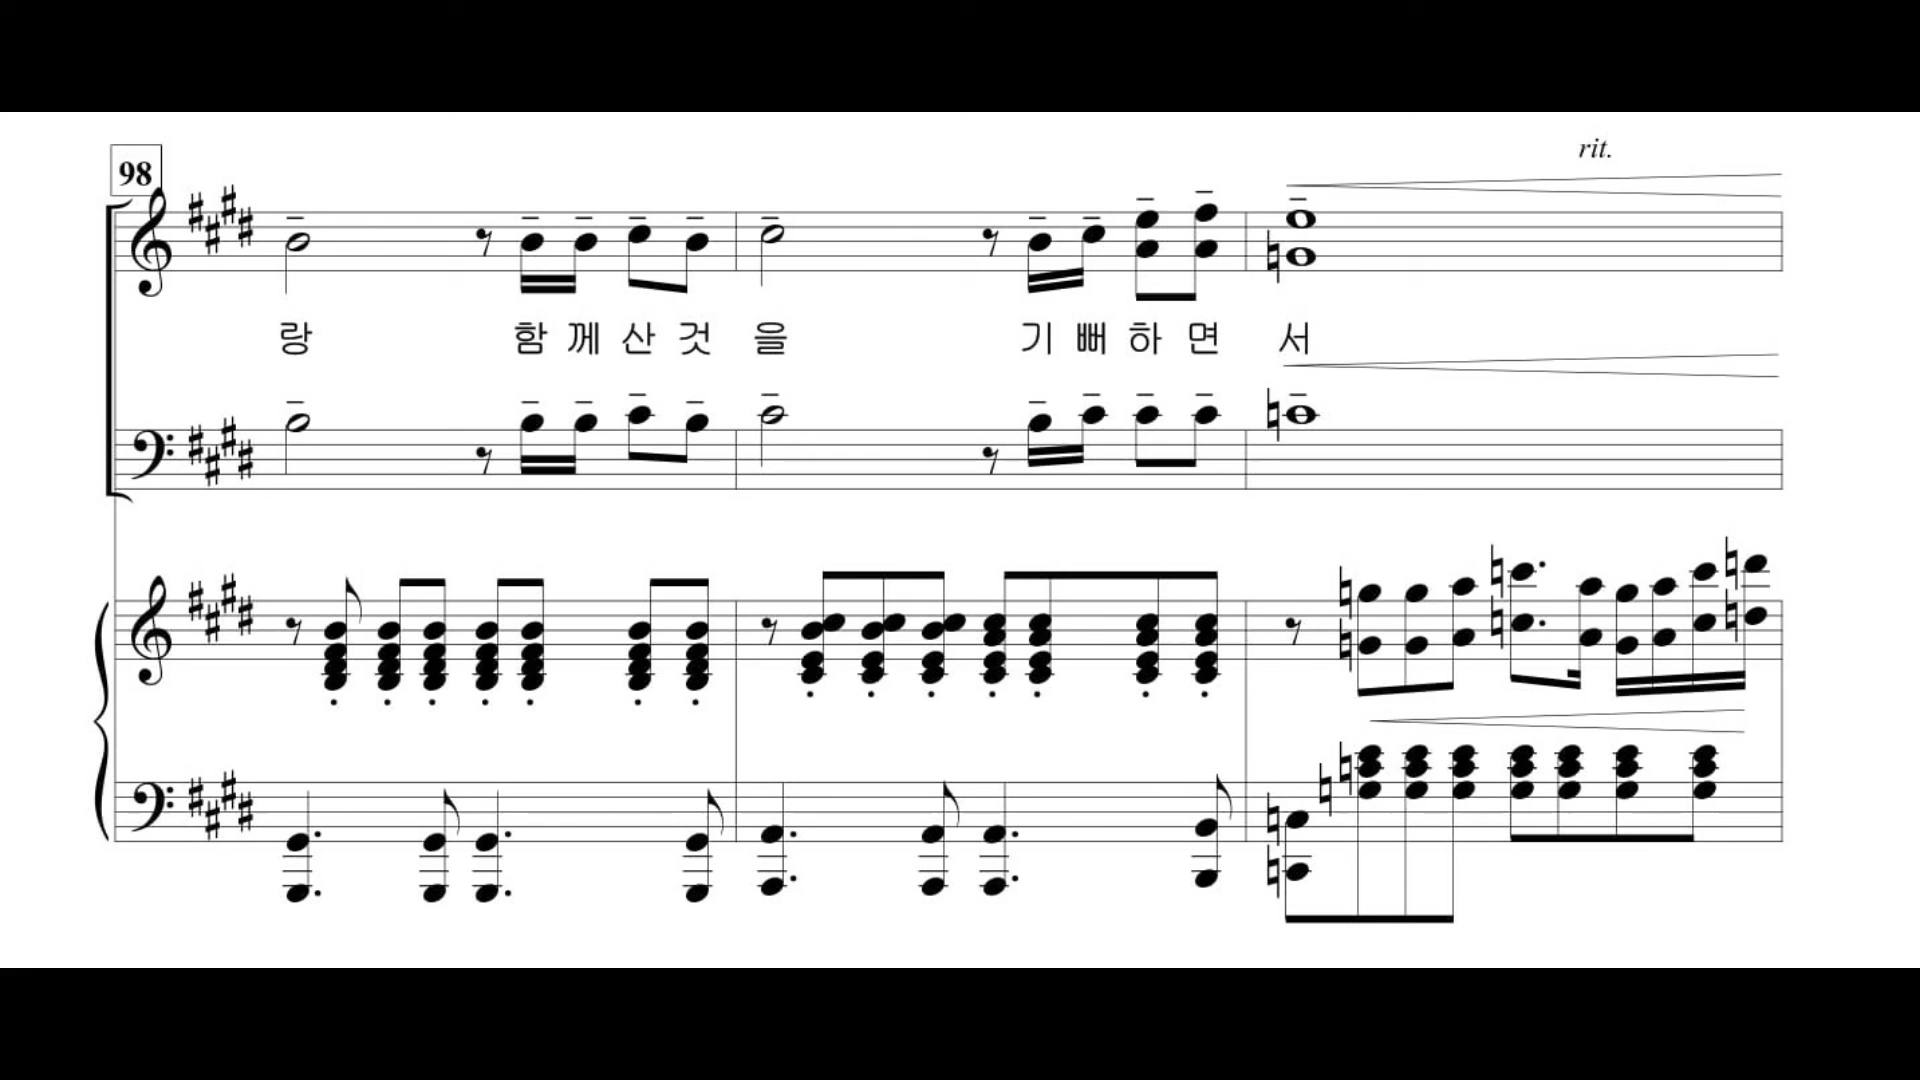 98
rit.
랑 함 께 산 것 을 기 뻐 하 면 서